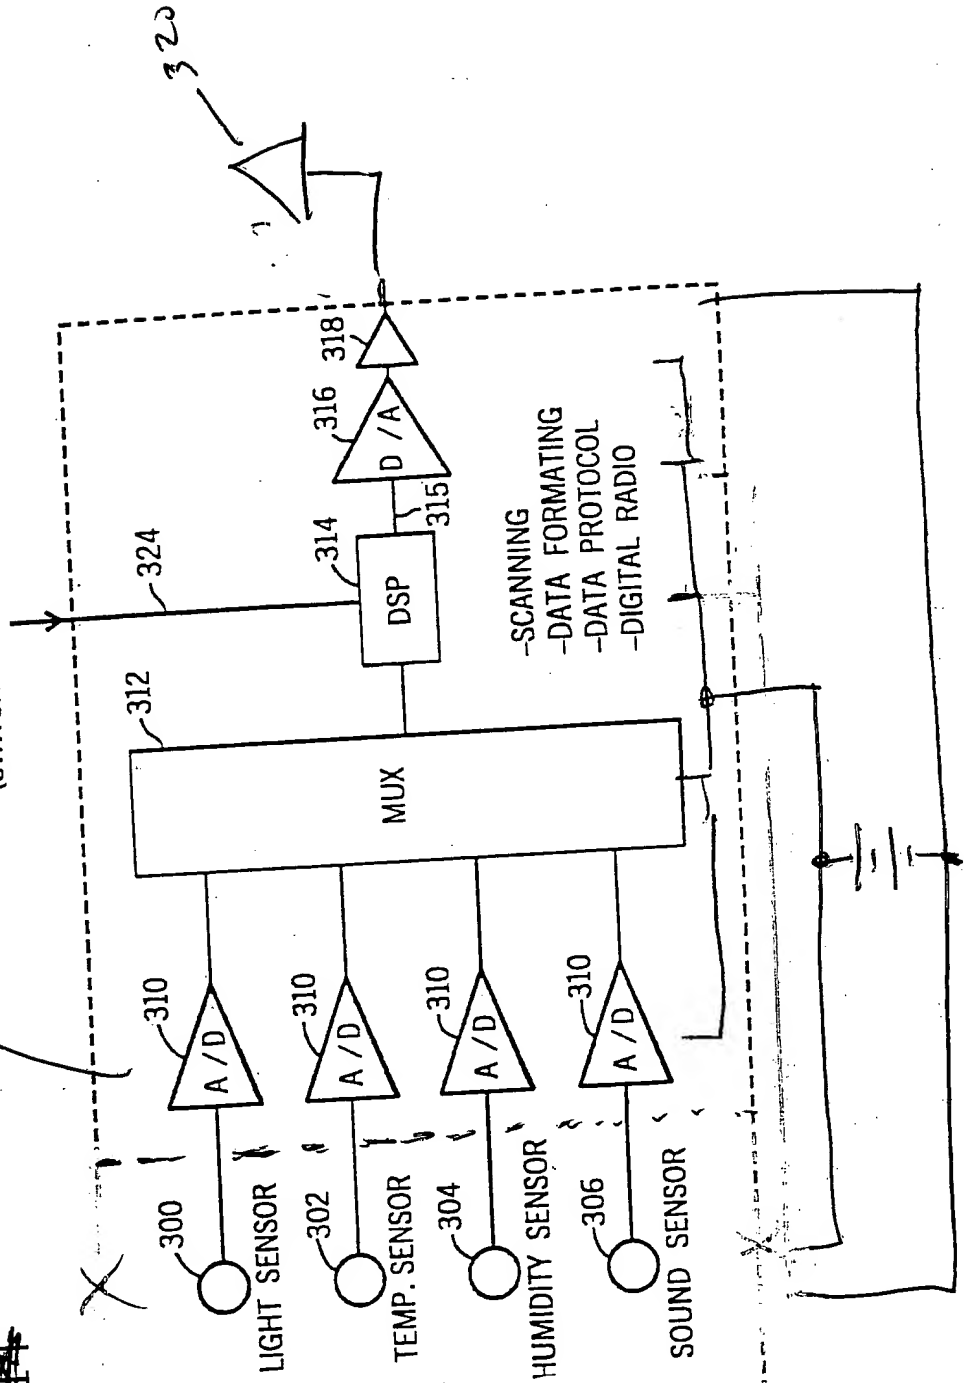 320
318
316
D/A
315
314
DSP
324
-SCANNING
-DATA FORMATING
-DATA PROTOCOL
-DIGITAL RADIO
312
MUX
310
A/D
310
A/D
310
A/D
310
A/D
300
LIGHT SENSOR
302
TEMP. SENSOR
304
HUMIDITY SENSOR
306
SOUND SENSOR